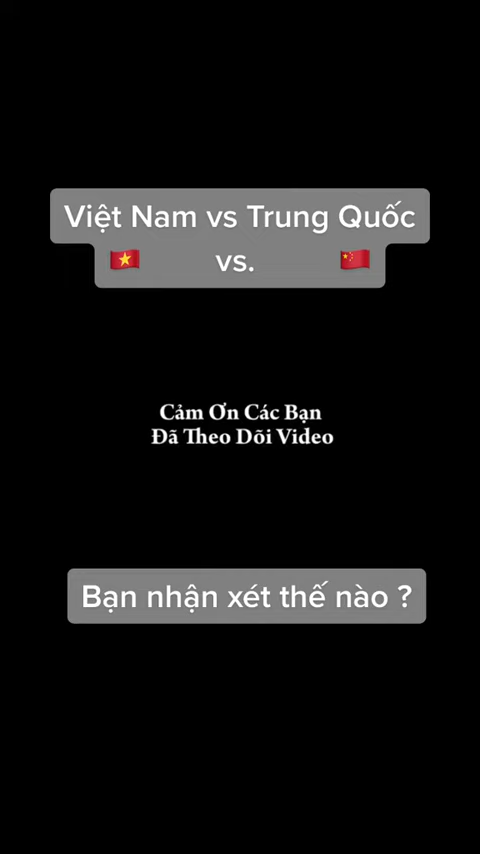 Việt Nam vs Trung Quốc
🇻🇳 vs. 🇨🇳
Cảm Ơn Các Bạn
Đã Theo Dõi Video
Bạn nhận xét thế nào ?